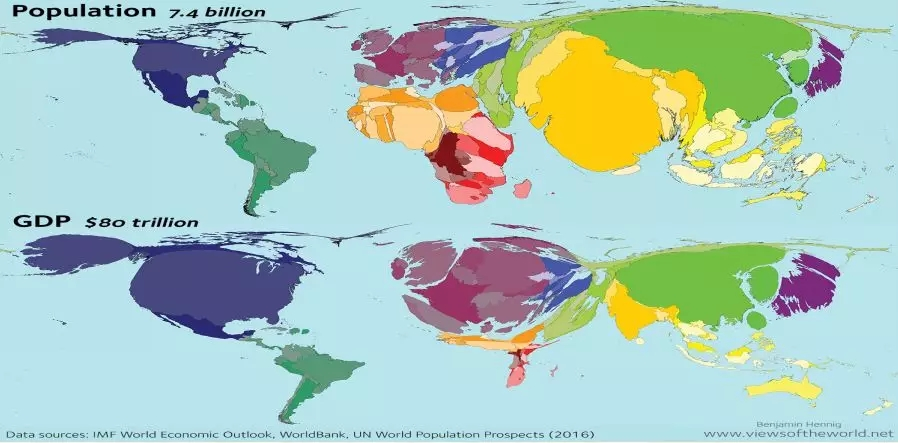 Population 7.4 billion
GDP $80 trillion
Benjamin Hennig
Data sources: IMF World Economic Outlook, WorldBank, UN World Population Prospects (2016)
www.viewsoftheworld.net